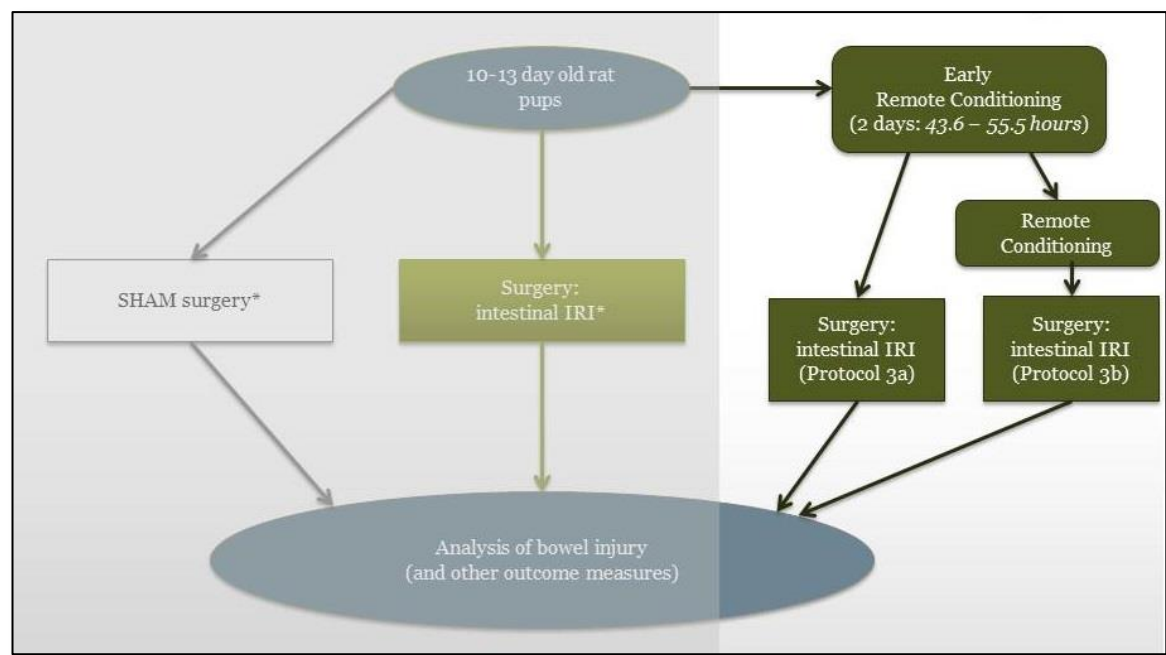 10-13 day old rat
pups
Early
Remote Conditioning
(2 days: 43.6 – 55.5 hours)
Remote
Conditioning
SHAM surgery*
Surgery:
intestinal IRI*
Surgery:
intestinal IRI
(Protocol 3a)
Surgery:
intestinal IRI
(Protocol 3b)
Analysis of bowel injury
(and other outcome measures)